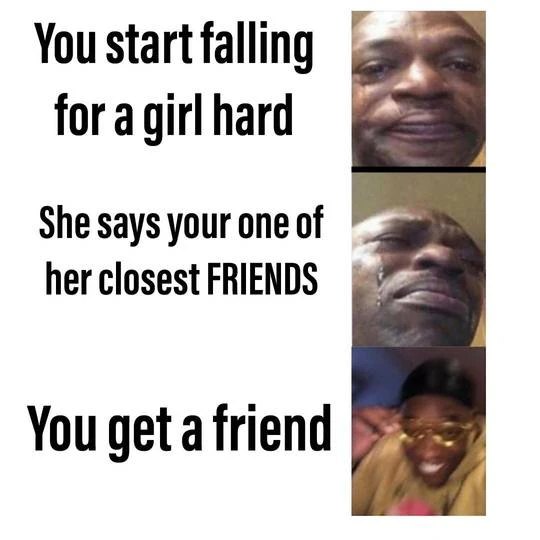 You start falling
for a girl hard
She says your one of
her closest FRIENDS
You get a friend